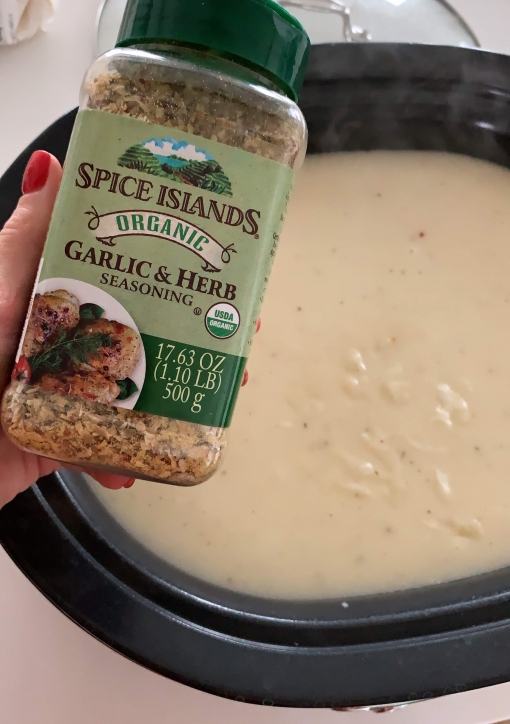 SPICE ISLANDS®
ORGANIC
GARLIC & HERB
SEASONING
USDA
ORGANIC
17.63 OZ
(1.10 LB)
500 g